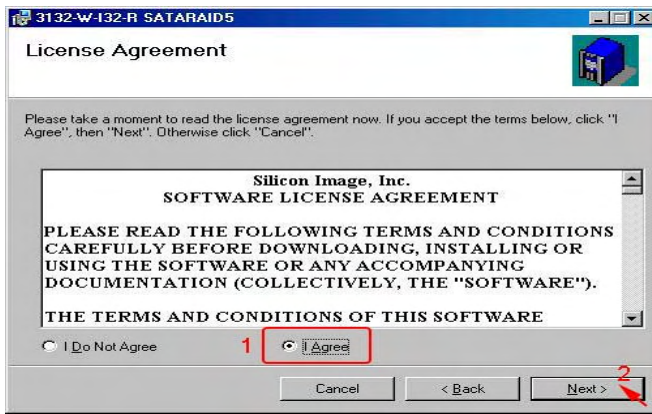 3132-W-I32-R SATARAID5
License Agreement
Please take a moment to read the license agreement now. If you accept the terms below, click "I
Agree", then "Next". Otherwise click "Cancel".
Silicon Image, Inc.
SOFTWARE LICENSE AGREEMENT
PLEASE READ THE FOLLOWING TERMS AND CONDITIONS
CAREFULLY BEFORE DOWNLOADING, INSTALLING OR
USING THE SOFTWARE OR ANY ACCOMPANYING
DOCUMENTATION (COLLECTIVELY, THE "SOFTWARE").
THE TERMS AND CONDITIONS OF THIS SOFTWARE
I Do Not Agree
1
I Agree
2
Cancel
< Back
Next >